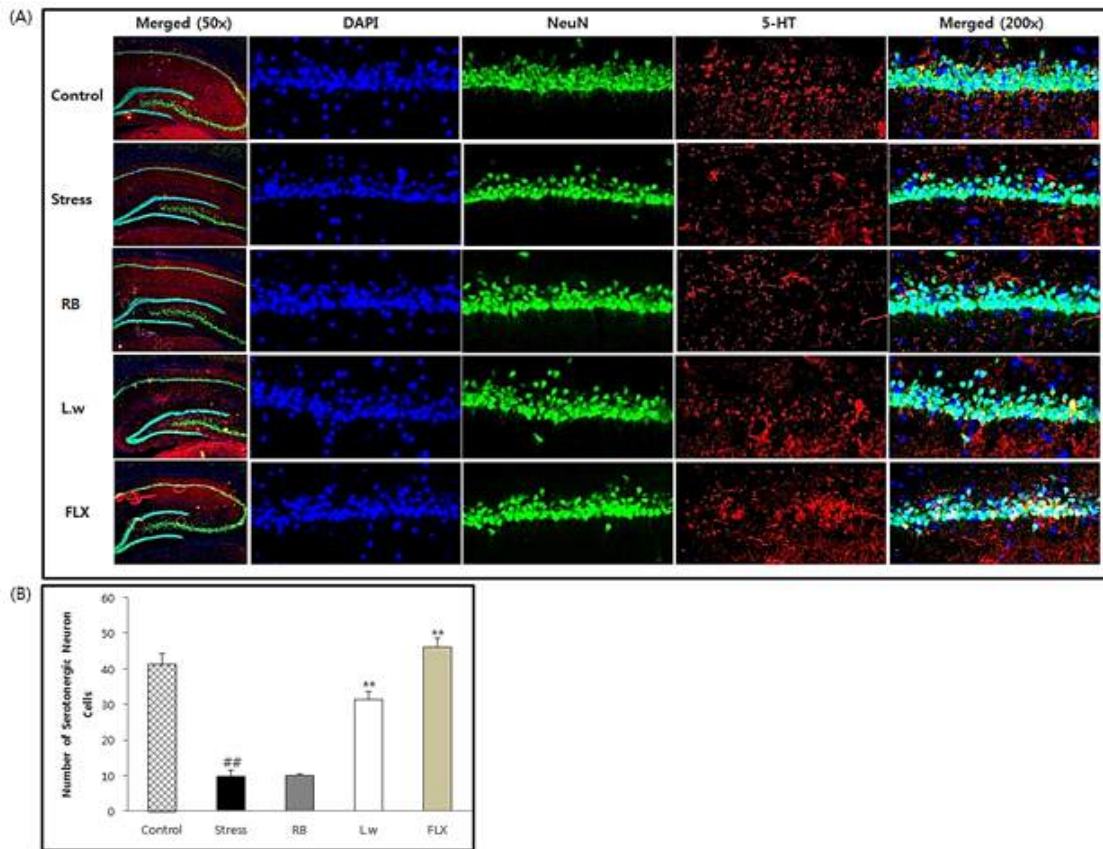 (A)
Merged (50x) DAPI NeuN 5-HT Merged (200x)
Control
Stress
RB
L.w
FLX
(B)
Number of Serotonergic Neuron
Cells
60
50
40
30
20
10
0
##
**
**
Control Stress RB L.w FLX